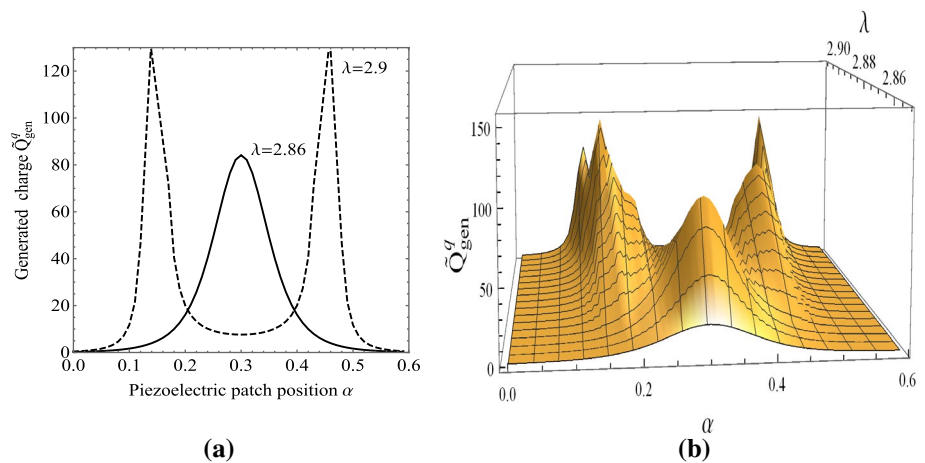 120
100
80
60
40
20
0
0.0
0.1
0.2
0.3
0.4
0.5
0.6
Generated charge Q̃^q_gen
Piezoelectric patch position α
λ=2.9
λ=2.86
(a)
λ
2.90
2.88
2.86
150
100
50
0
Q̃^q_gen
0.0
0.2
0.4
0.6
α
(b)